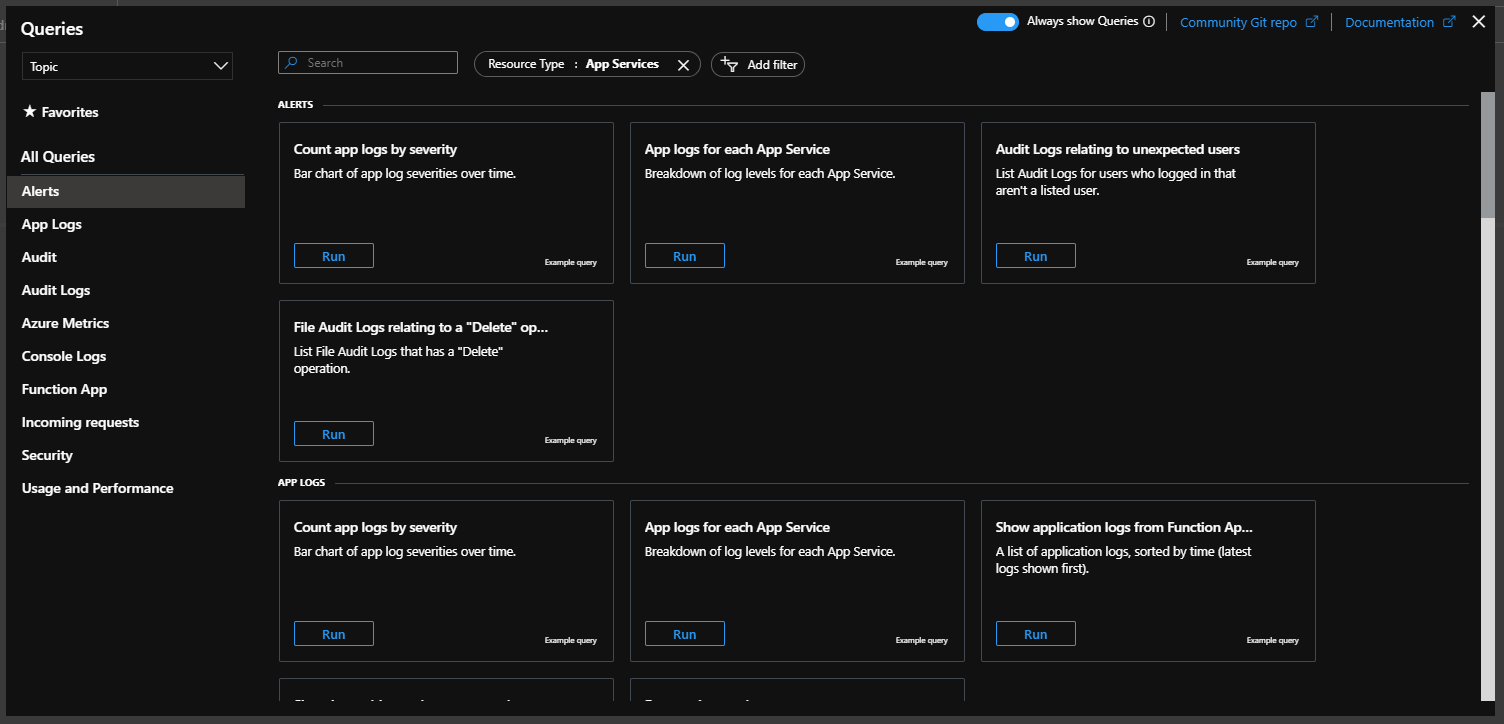 Queries
Always show Queries
Community Git repo
Documentation
Topic
Search
Resource Type : App Services
Add filter
Favorites
All Queries
Alerts
App Logs
Audit
Audit Logs
Azure Metrics
Console Logs
Function App
Incoming requests
Security
Usage and Performance
ALERTS
Count app logs by severity
Bar chart of app log severities over time.
Run
Example query
App logs for each App Service
Breakdown of log levels for each App Service.
Run
Example query
Audit Logs relating to unexpected users
List Audit Logs for users who logged in that
aren't a listed user.
Run
Example query
File Audit Logs relating to a "Delete" op...
List File Audit Logs that has a "Delete"
operation.
Run
Example query
APP LOGS
Count app logs by severity
Bar chart of app log severities over time.
Run
Example query
App logs for each App Service
Breakdown of log levels for each App Service.
Run
Example query
Show application logs from Function Ap...
A list of application logs, sorted by time (latest
logs shown first).
Run
Example query